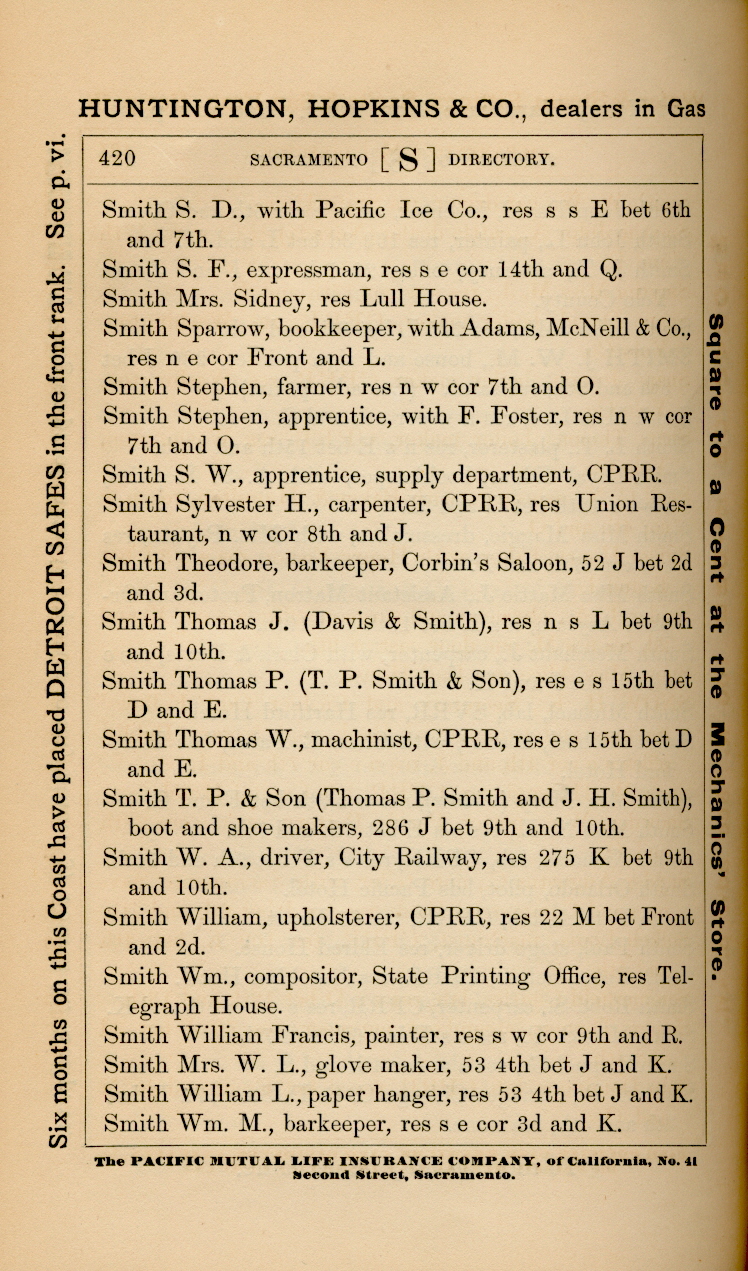 HUNTINGTON, HOPKINS & CO., dealers in Gas
420 SACRAMENTO [ S ] DIRECTORY.
Smith S. D., with Pacific Ice Co., res s s E bet 6th
and 7th.
Smith S. F., expressman, res s e cor 14th and Q.
Smith Mrs. Sidney, res Lull House.
Smith Sparrow, bookkeeper, with Adams, McNeill & Co.,
res n e cor Front and L.
Smith Stephen, farmer, res n w cor 7th and O.
Smith Stephen, apprentice, with F. Foster, res n w cor
7th and O.
Smith S. W., apprentice, supply department, CPRR.
Smith Sylvester H., carpenter, CPRR, res Union Res-
taurant, n w cor 8th and J.
Smith Theodore, barkeeper, Corbin's Saloon, 52 J bet 2d
and 3d.
Smith Thomas J. (Davis & Smith), res n s L bet 9th
and 10th.
Smith Thomas P. (T. P. Smith & Son), res e s 15th bet
D and E.
Smith Thomas W., machinist, CPRR, res e s 15th bet D
and E.
Smith T. P. & Son (Thomas P. Smith and J. H. Smith),
boot and shoe makers, 286 J bet 9th and 10th.
Smith W. A., driver, City Railway, res 275 K bet 9th
and 10th.
Smith William, upholsterer, CPRR, res 22 M bet Front
and 2d.
Smith Wm., compositor, State Printing Office, res Tel-
egraph House.
Smith William Francis, painter, res s w cor 9th and R.
Smith Mrs. W. L., glove maker, 53 4th bet J and K.
Smith William L., paper hanger, res 53 4th bet J and K.
Smith Wm. M., barkeeper, res s e cor 3d and K.
The PACIFIC MUTUAL LIFE INSURANCE COMPANY, of California, No. 41
Second Street, Sacramento.
Six months on this Coast have placed DETROIT SAFES in the front rank. See p. vi.
Square to a Cent at the Mechanics' Store.